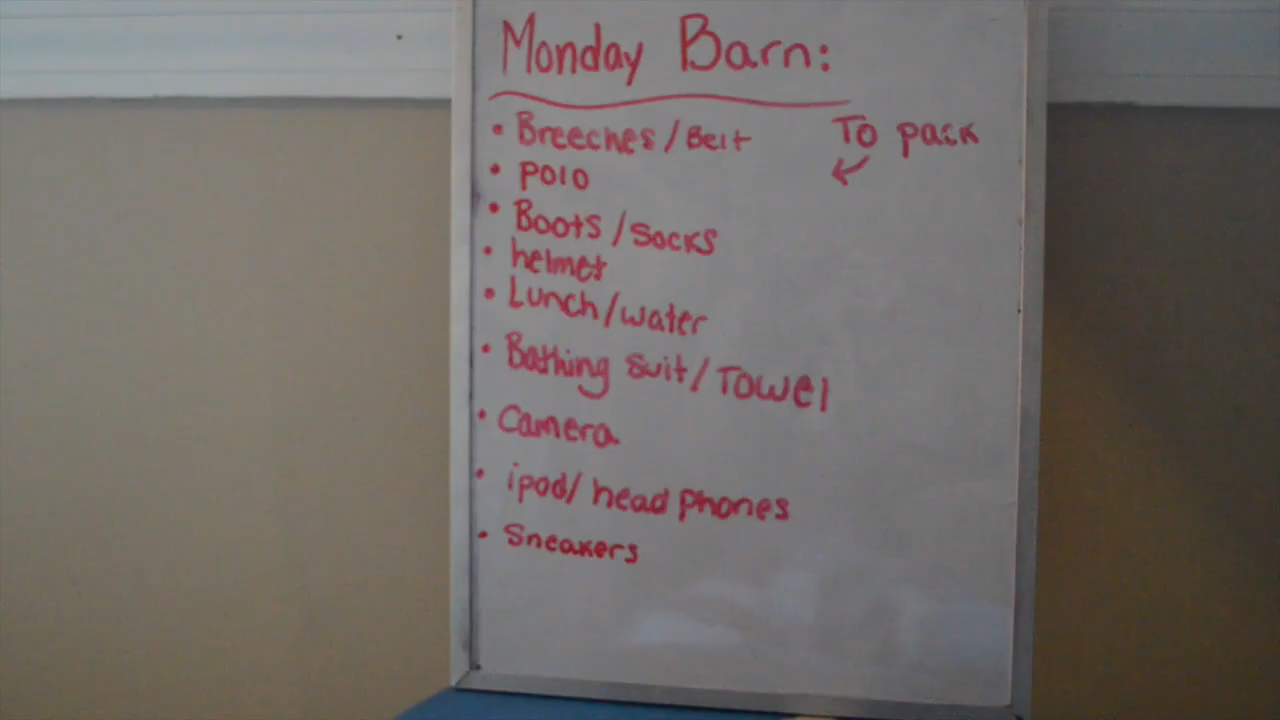 Monday Barn:
To pack
• Breeches/Belt
• Polo
• Boots/Socks
• helmet
• Lunch/water
• Bathing suit/Towel
• Camera
• ipod/head phones
• Sneakers